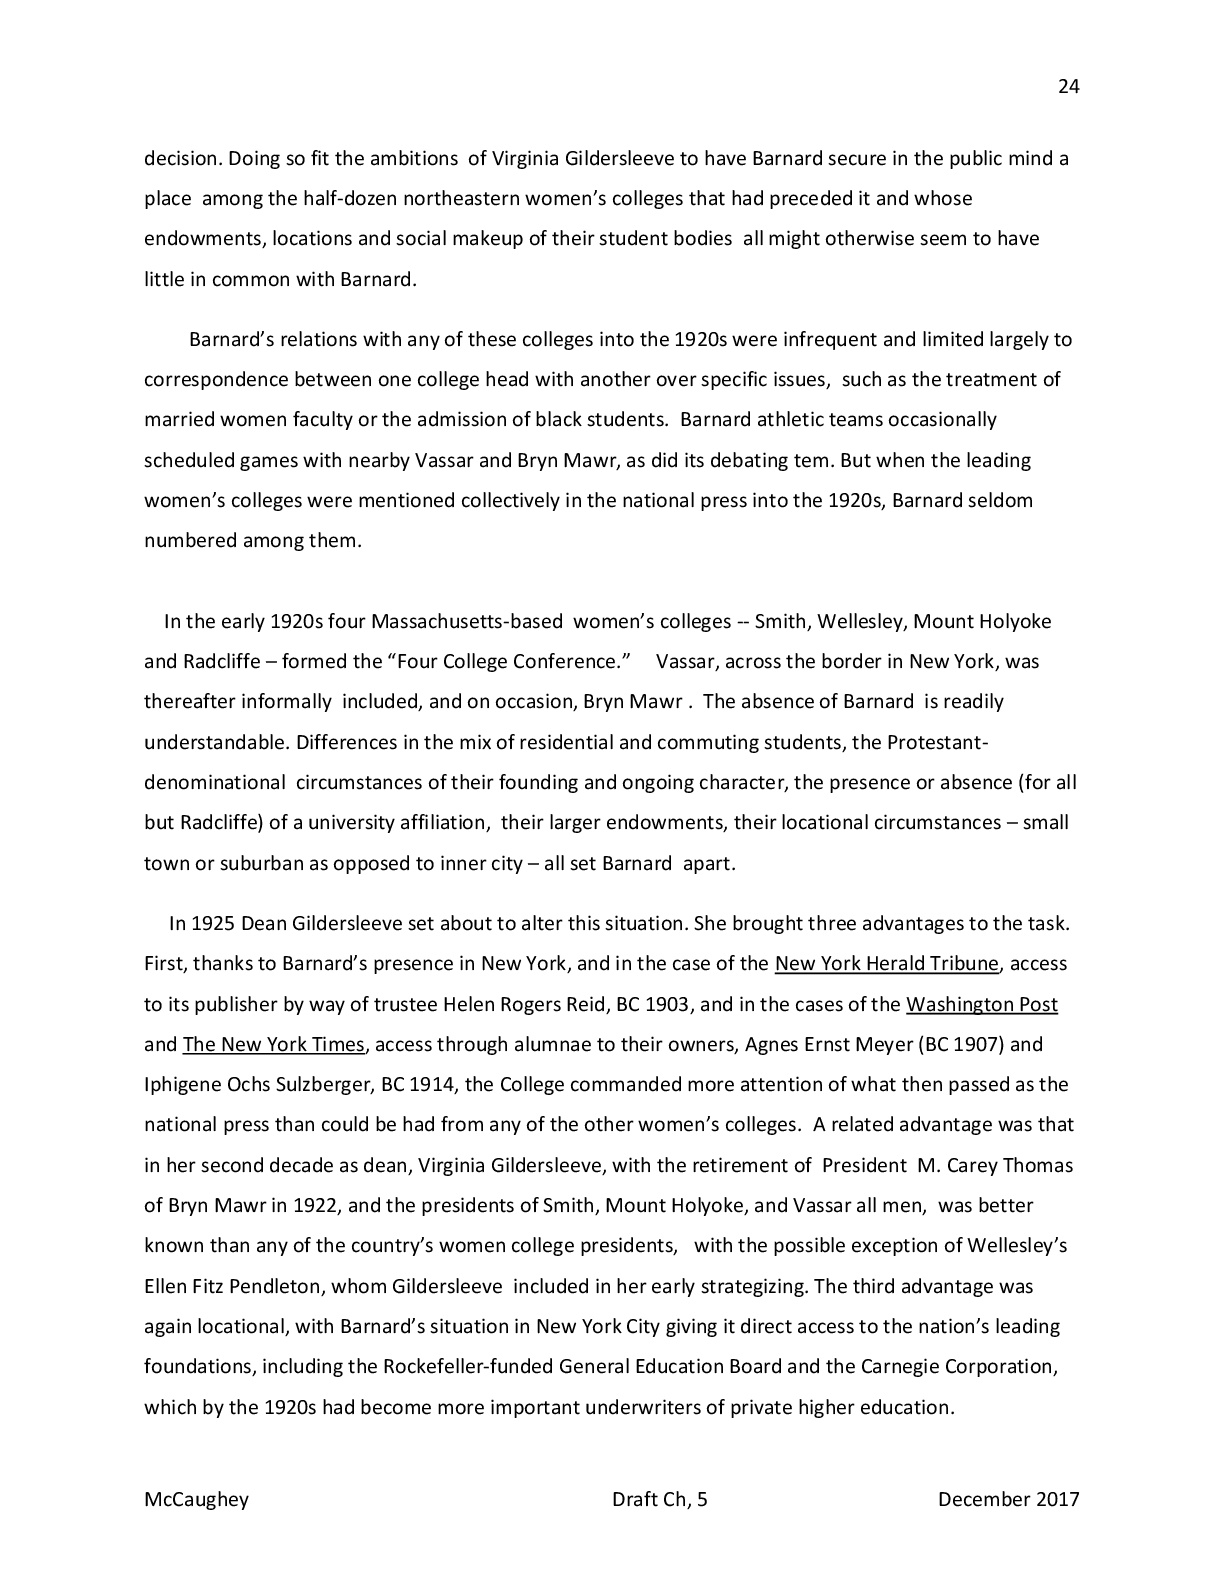 24
decision. Doing so fit the ambitions  of Virginia Gildersleeve to have Barnard secure in the public mind a
place  among the half-dozen northeastern women’s colleges that had preceded it and whose
endowments, locations and social makeup of their student bodies  all might otherwise seem to have
little in common with Barnard.
Barnard’s relations with any of these colleges into the 1920s were infrequent and limited largely to
correspondence between one college head with another over specific issues,  such as the treatment of
married women faculty or the admission of black students.  Barnard athletic teams occasionally
scheduled games with nearby Vassar and Bryn Mawr, as did its debating tem. But when the leading
women’s colleges were mentioned collectively in the national press into the 1920s, Barnard seldom
numbered among them.
In the early 1920s four Massachusetts-based  women’s colleges -- Smith, Wellesley, Mount Holyoke
and Radcliffe – formed the “Four College Conference.”    Vassar, across the border in New York, was
thereafter informally  included, and on occasion, Bryn Mawr .  The absence of Barnard  is readily
understandable. Differences in the mix of residential and commuting students, the Protestant-
denominational  circumstances of their founding and ongoing character, the presence or absence (for all
but Radcliffe) of a university affiliation,  their larger endowments, their locational circumstances – small
town or suburban as opposed to inner city – all set Barnard  apart.
In 1925 Dean Gildersleeve set about to alter this situation. She brought three advantages to the task.
First, thanks to Barnard’s presence in New York, and in the case of the New York Herald Tribune, access
to its publisher by way of trustee Helen Rogers Reid, BC 1903, and in the cases of the Washington Post
and The New York Times, access through alumnae to their owners, Agnes Ernst Meyer (BC 1907) and
Iphigene Ochs Sulzberger, BC 1914, the College commanded more attention of what then passed as the
national press than could be had from any of the other women’s colleges.  A related advantage was that
in her second decade as dean, Virginia Gildersleeve, with the retirement of  President  M. Carey Thomas
of Bryn Mawr in 1922, and the presidents of Smith, Mount Holyoke, and Vassar all men,  was better
known than any of the country’s women college presidents,   with the possible exception of Wellesley’s
Ellen Fitz Pendleton, whom Gildersleeve  included in her early strategizing. The third advantage was
again locational, with Barnard’s situation in New York City giving it direct access to the nation’s leading
foundations, including the Rockefeller-funded General Education Board and the Carnegie Corporation,
which by the 1920s had become more important underwriters of private higher education.
McCaughey Draft Ch, 5 December 2017